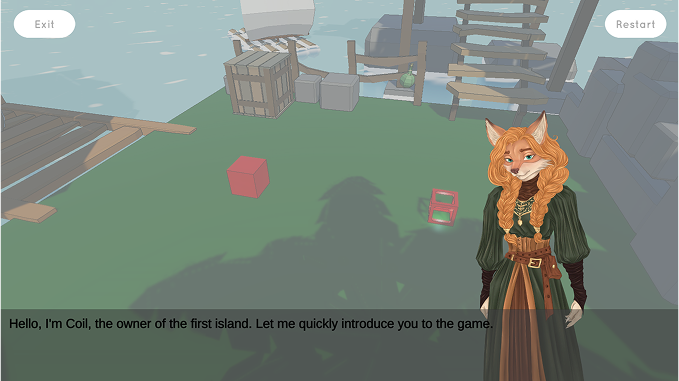 Exit
Restart
Hello, I'm Coil, the owner of the first island. Let me quickly introduce you to the game.